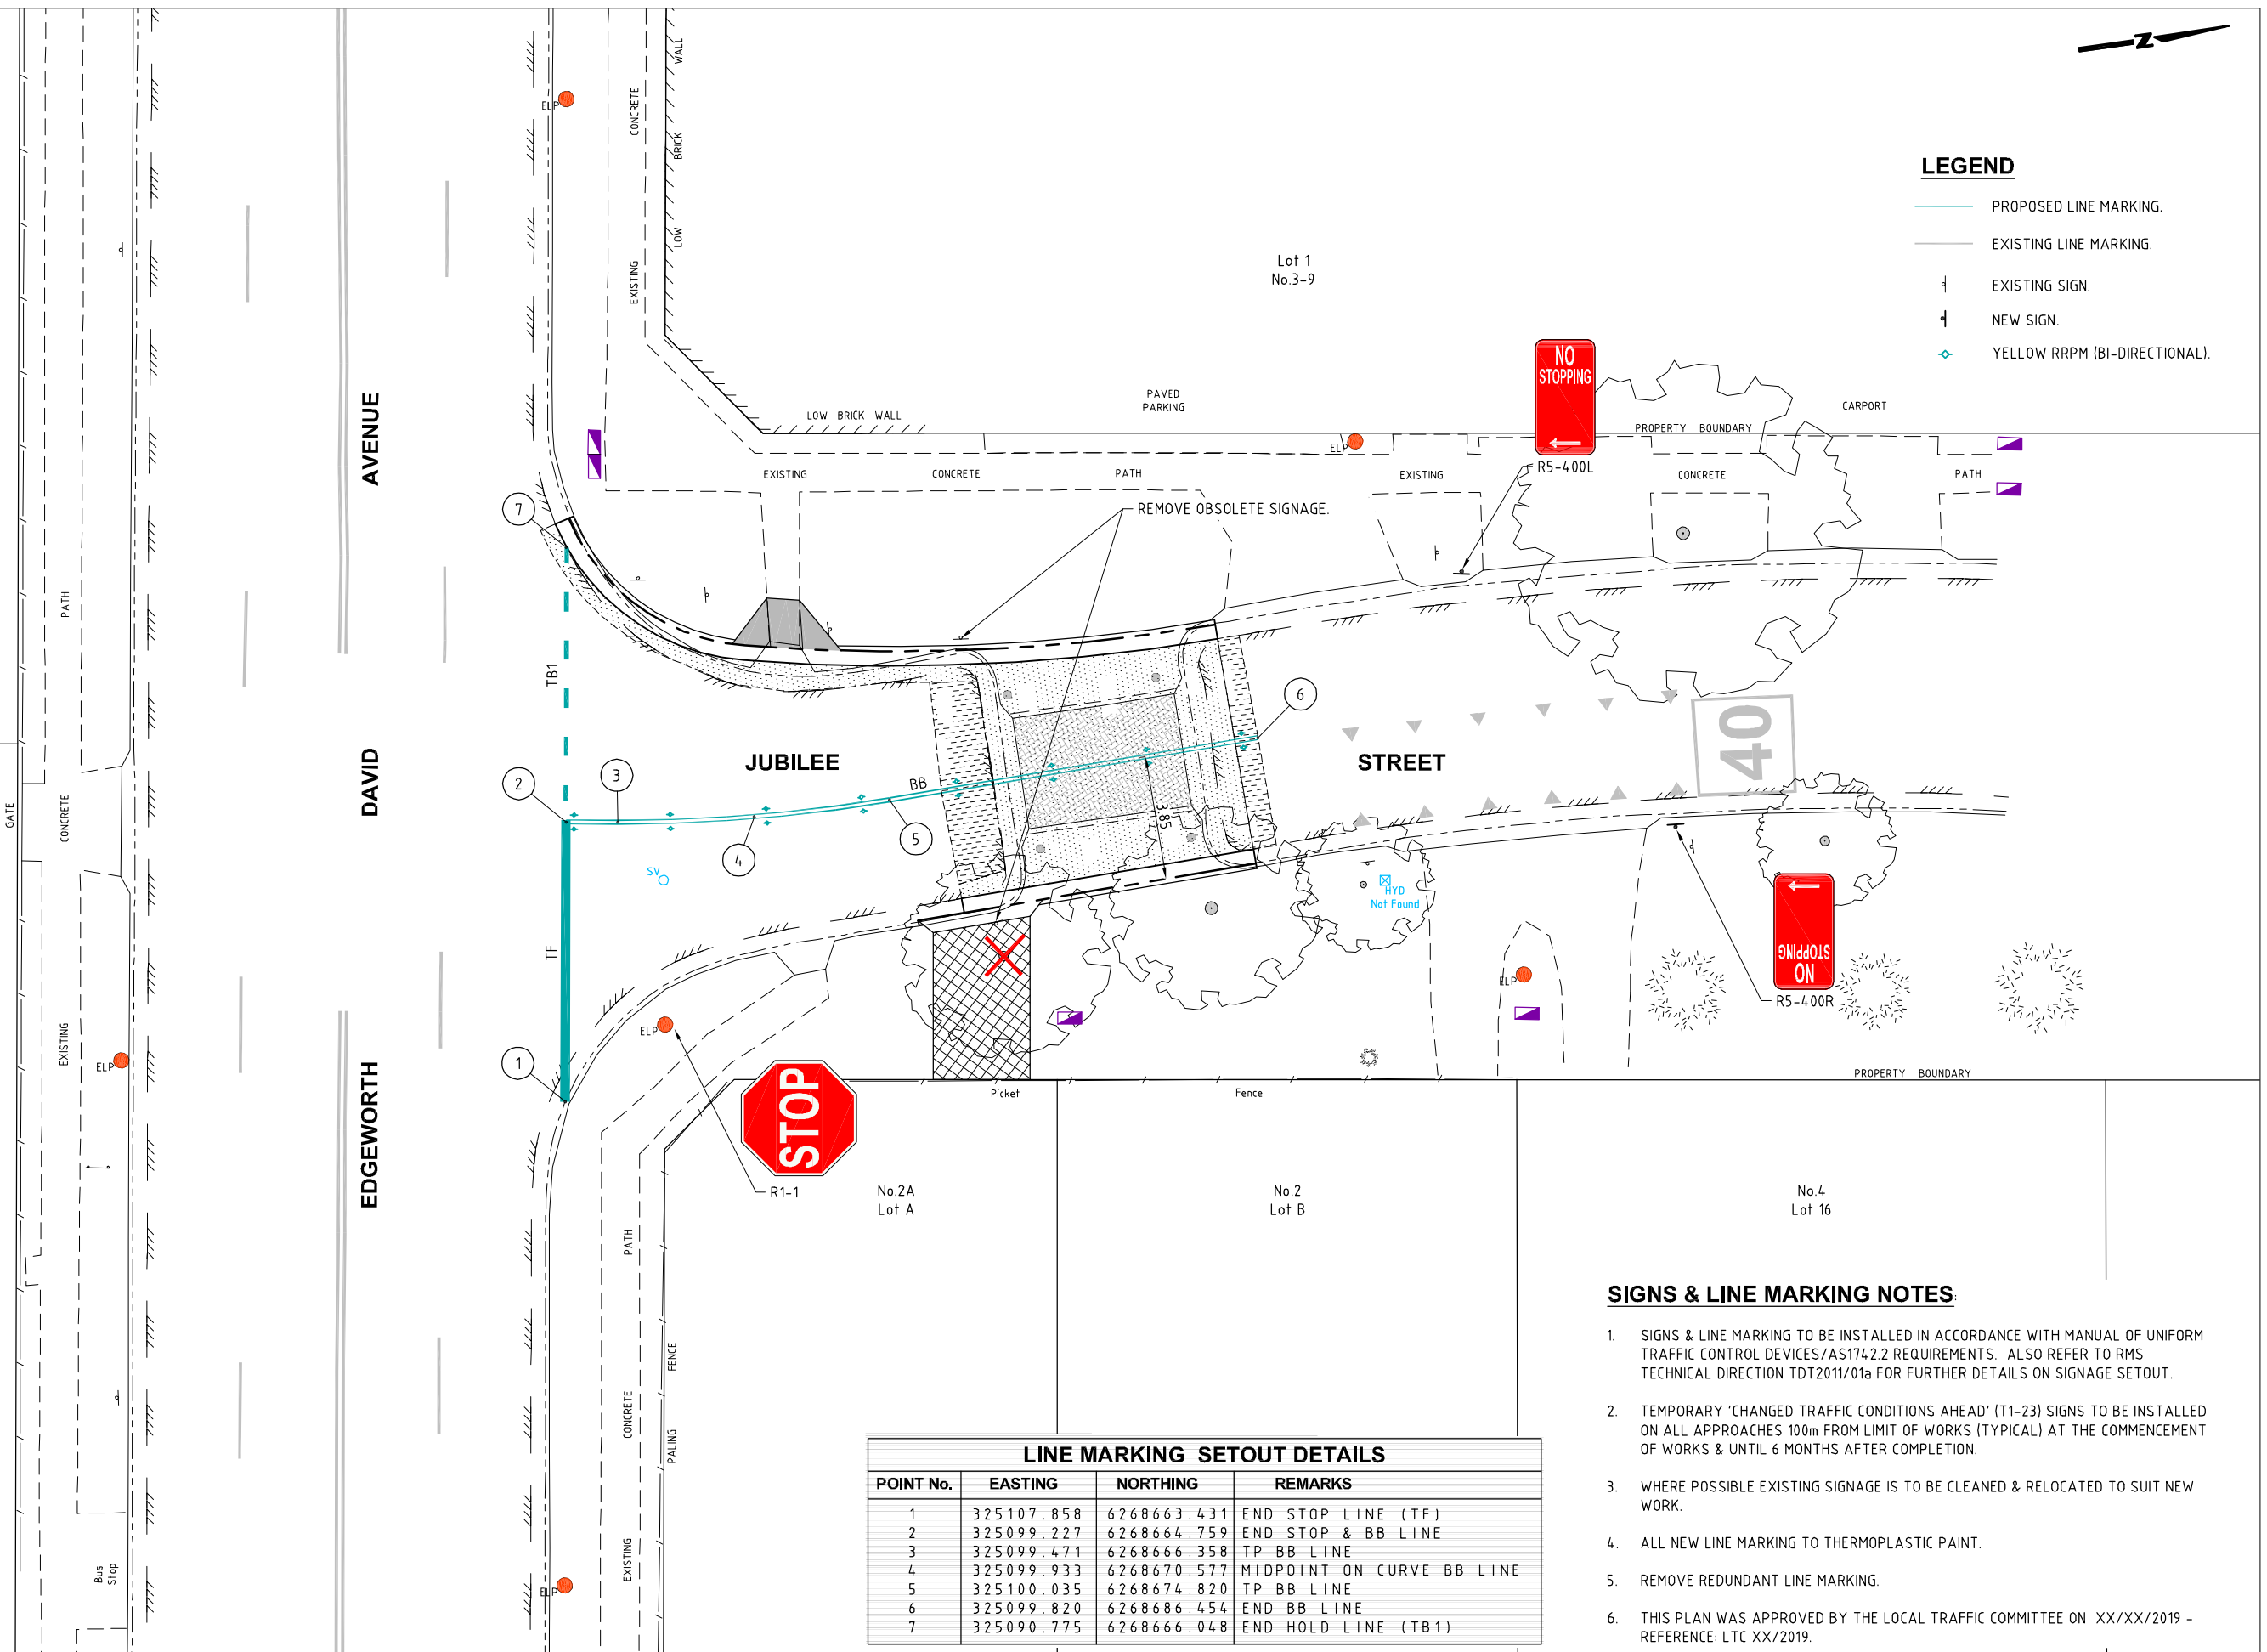 N
LEGEND
PROPOSED LINE MARKING.
EXISTING LINE MARKING.
EXISTING SIGN.
NEW SIGN.
YELLOW RRPM (BI-DIRECTIONAL).
ELP
CONCRETE
EXISTING
WALL
BRICK
LOW
Lot 1
No.3-9
LOW BRICK WALL
PAVED
PARKING
NO
STOPPING
R5-400L
PROPERTY BOUNDARY
CARPORT
ELP
EXISTING
CONCRETE
PATH
EXISTING
CONCRETE
PATH
REMOVE OBSOLETE SIGNAGE.
AVENUE
DAVID
EDGEWORTH
PATH
CONCRETE
EXISTING
GATE
ELP
Bus
Stop
7
TB1
2
3
4
5
6
1
TF
BB
JUBILEE
STREET
40
3.85
SV
HYD
Not Found
ELP
ELP
NO
STOPPING
R5-400R
STOP
R1-1
Picket
Fence
PROPERTY BOUNDARY
No.2A
Lot A
No.2
Lot B
No.4
Lot 16
PATH
CONCRETE
EXISTING
FENCE
PALING
ELP
LINE MARKING SETOUT DETAILS
POINT No. EASTING NORTHING REMARKS
1 325107.858 6268663.431 END STOP LINE (TF)
2 325099.227 6268664.759 END STOP & BB LINE
3 325099.471 6268666.358 TP BB LINE
4 325099.933 6268670.577 MIDPOINT ON CURVE BB LINE
5 325100.035 6268674.820 TP BB LINE
6 325099.820 6268686.454 END BB LINE
7 325090.775 6268666.048 END HOLD LINE (TB1)
SIGNS & LINE MARKING NOTES:
1. SIGNS & LINE MARKING TO BE INSTALLED IN ACCORDANCE WITH MANUAL OF UNIFORM
TRAFFIC CONTROL DEVICES/AS1742.2 REQUIREMENTS. ALSO REFER TO RMS
TECHNICAL DIRECTION TDT2011/01a FOR FURTHER DETAILS ON SIGNAGE SETOUT.
2. TEMPORARY 'CHANGED TRAFFIC CONDITIONS AHEAD' (T1-23) SIGNS TO BE INSTALLED
ON ALL APPROACHES 100m FROM LIMIT OF WORKS (TYPICAL) AT THE COMMENCEMENT
OF WORKS & UNTIL 6 MONTHS AFTER COMPLETION.
3. WHERE POSSIBLE EXISTING SIGNAGE IS TO BE CLEANED & RELOCATED TO SUIT NEW
WORK.
4. ALL NEW LINE MARKING TO THERMOPLASTIC PAINT.
5. REMOVE REDUNDANT LINE MARKING.
6. THIS PLAN WAS APPROVED BY THE LOCAL TRAFFIC COMMITTEE ON XX/XX/2019 -
REFERENCE: LTC XX/2019.